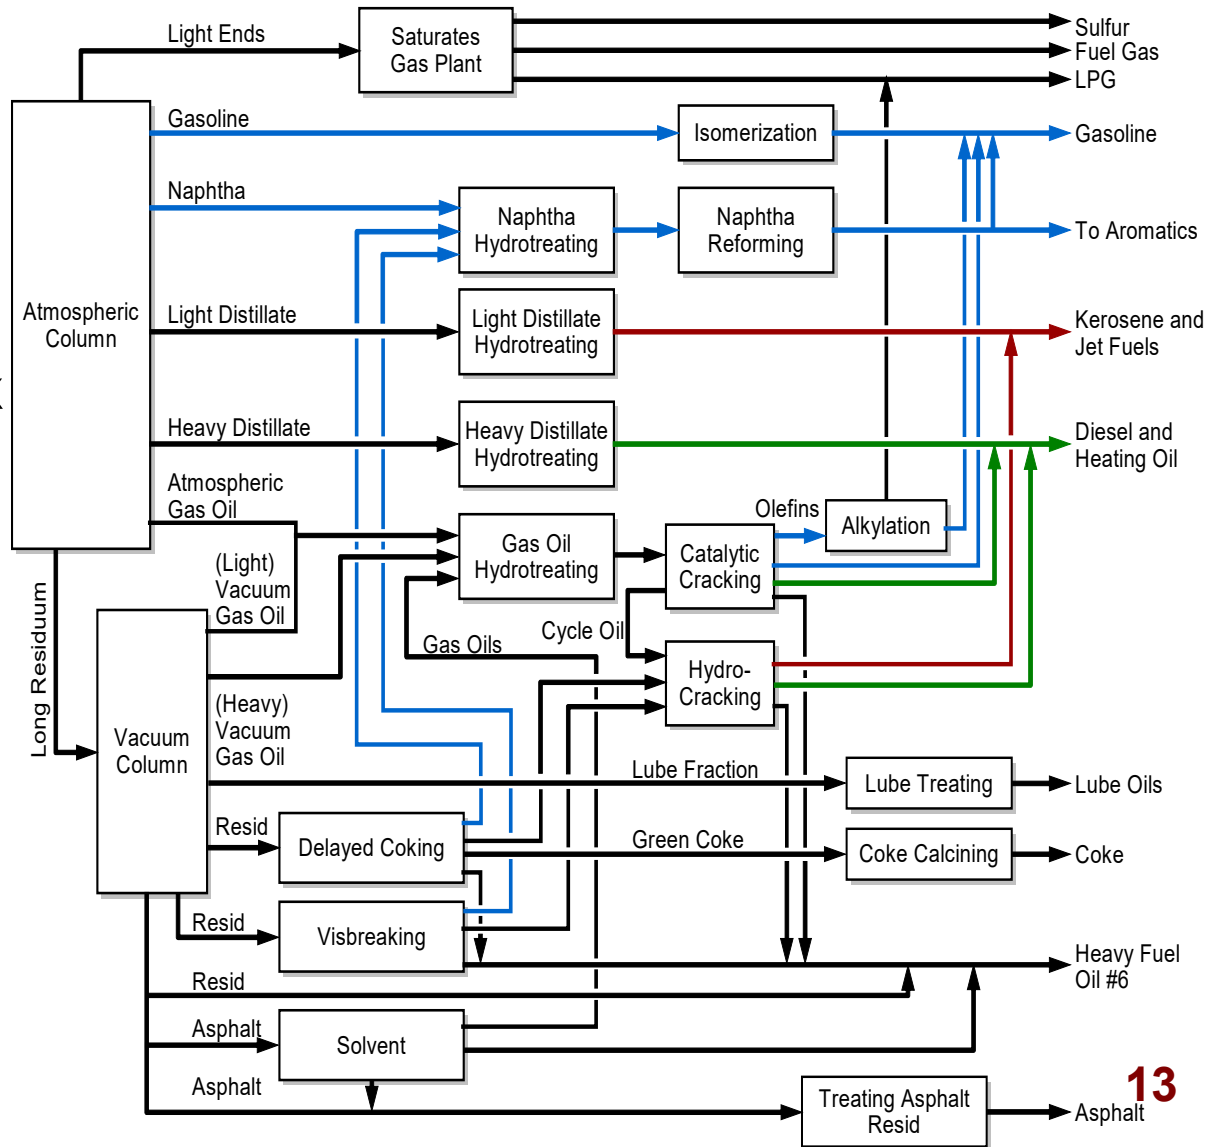 Light Ends
Saturates
Gas Plant
Sulfur
Fuel Gas
LPG
Gasoline
Isomerization
Gasoline
Naphtha
Naphtha
Hydrotreating
Naphtha
Reforming
To Aromatics
Atmospheric
Column
Light Distillate
Light Distillate
Hydrotreating
Kerosene and
Jet Fuels
Heavy Distillate
Heavy Distillate
Hydrotreating
Diesel and
Heating Oil
Atmospheric
Gas Oil
Gas Oil
Hydrotreating
Olefins
Alkylation
Catalytic
Cracking
(Light)
Vacuum
Gas Oil
Long Residuum
Gas Oils
Cycle Oil
Hydro-
Cracking
(Heavy)
Vacuum
Gas Oil
Vacuum
Column
Lube Fraction
Lube Treating
Lube Oils
Resid
Delayed Coking
Green Coke
Coke Calcining
Coke
Resid
Visbreaking
Heavy Fuel
Oil #6
Resid
Asphalt
Solvent
Asphalt
Treating Asphalt
Resid
Asphalt
13